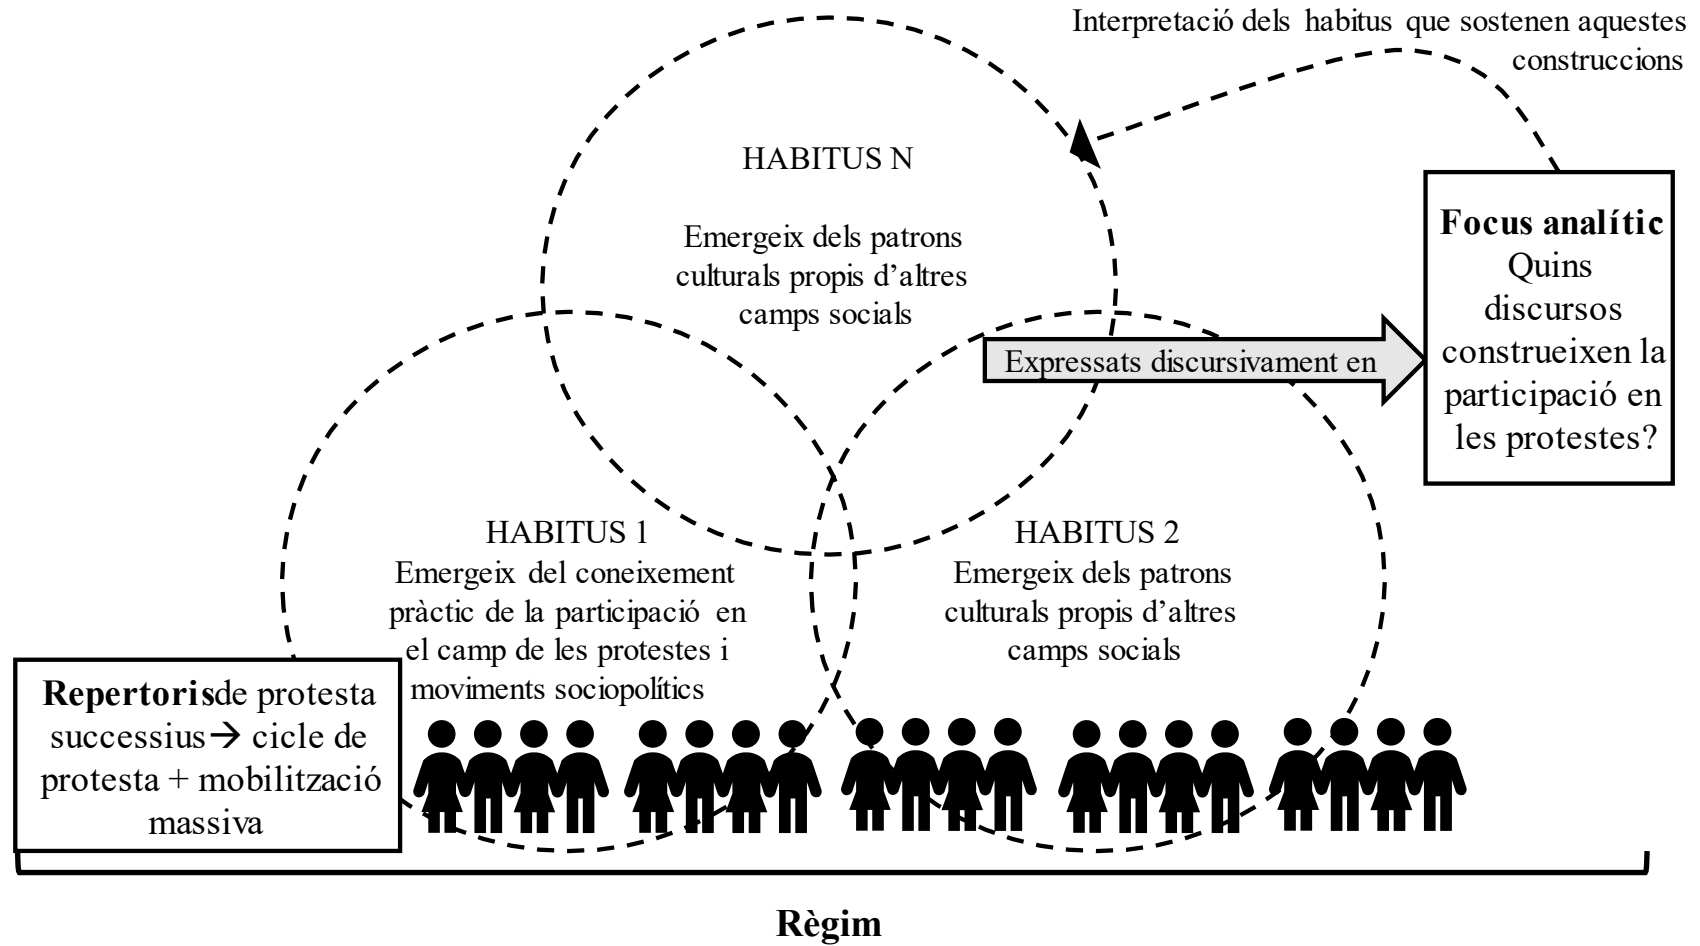 Interpretació dels habitus que sostenen aquestes
construccions
HABITUS N
Emergeix dels patrons
culturals propis d’altres
camps socials
Expressats discursivament en
Focus analític
Quins
discursos
construeixen la
participació en
les protestes?
HABITUS 1
Emergeix del coneixement
pràctic de la participació en
el camp de les protestes i
moviments sociopolítics
HABITUS 2
Emergeix dels patrons
culturals propis d’altres
camps socials
Repertorisde protesta
successius→ cicle de
protesta + mobilització
massiva
Règim